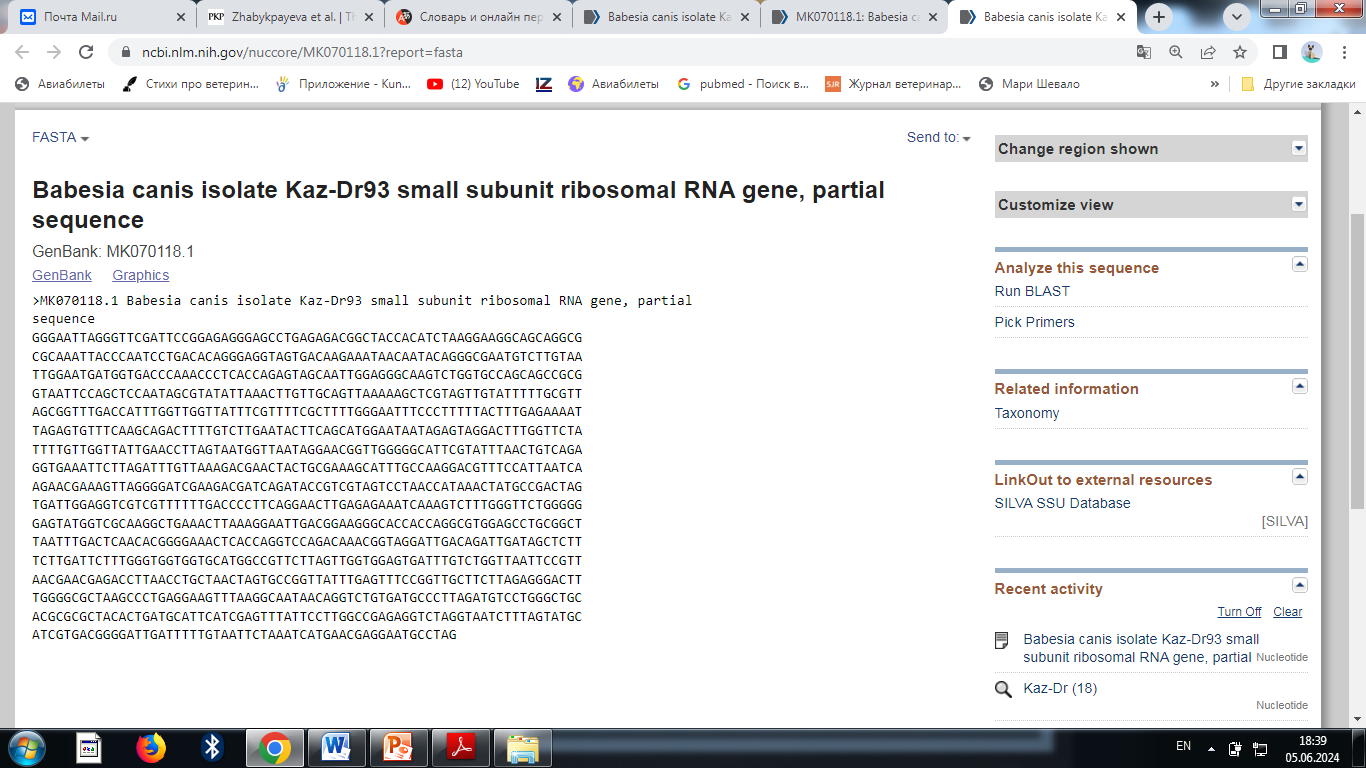 Почта Mail.ru
Zhabykpayeva et al. | Th
Словарь и онлайн пер
Babesia canis isolate Ka
MK070118.1: Babesia ca
Babesia canis isolate Ka
ncbi.nlm.nih.gov/nuccore/MK070118.1?report=fasta
Авиабилеты
Стихи про ветерин...
Приложение - Kun...
(12) YouTube
Авиабилеты
pubmed - Поиск в...
Журнал ветеринар...
Мари Шевало
»
Другие закладки
FASTA
Send to:
Babesia canis isolate Kaz-Dr93 small subunit ribosomal RNA gene, partial
sequence
GenBank: MK070118.1
GenBank Graphics
>MK070118.1 Babesia canis isolate Kaz-Dr93 small subunit ribosomal RNA gene, partial
sequence
GGGAATTAGGGTTCGATTCCGGAGAGGGAGCCTGAGAGACGGCTACCACATCTAAGGAAGGCAGCAGGCG
CGCAAATTACCCAATCCTGACACAGGGAGGTAGTGACAAGAAATAACAATACAGGGCGAATGTCTTGTAA
TTGGAATGATGGTGACCCAAACCCTCACCAGAGTAGCAATTGGAGGGCAAGTCTGGTGCCAGCAGCCGCG
GTAATTCCAGCTCCAATAGCGTATATTAAACTTGTTGCAGTTAAAAAGCTCGTAGTTGTATTTTTGCGTT
AGCGGTTTGACCATTTGGTTGGTTATTTCGTTTTCGCTTTTGGGAATTTCCCTTTTTACTTTGAGAAAAT
TAGAGTGTTTCAAGCAGACTTTTGTCTTGAATACTTCAGCATGGAATAATAGAGTAGGACTTTGGTTCTA
TTTTGTTGGTTATTGAACCTTAGTAATGGTTAATAGGAACGGTTGGGGGCATTCGTATTTAACTGTCAGA
GGTGAAATTCTTAGATTTGTTAAAGACGAACTACTGCGAAAGCATTTGCCAAGGACGTTTCCATTAATCA
AGAACGAAAGTTAGGGGATCGAAGACGATCAGATACCGTCGTAGTCCTAACCATAAACTATGCCGACTAG
TGATTGGAGGTCGTCGTTTTTTTGACCCCTTCAGGAACTTGAGAGAAATCAAAGTCTTTGGGTTCTGGGGG
GAGTATGGTCGCAAGGCTGAAACTTAAAGGAATTGACGGAAGGGCACCACCAGGCGTGGAGCCTGCGGCT
TAATTTGACTCAACACGGGGAAACTCACCAGGTCCAGACAAACGGTAGGATTGACAGATTGATAGCTCTT
TCTTGATTCTTTGGGTGGTGGTGCATGGCCGTTCTTAGTTGGTGGAGTGATTTGTCTGGTTAATTCCGTT
AACGAACGAGACCTTAACCTGCTAACTAGTGCCGGTTATTTGAGTTTCCGGTTGCTTCTTAGAGGGACTT
TGGGGCGCTAAGCCCTGAGGAAGTTTAAGGCAATAACAGGTCTGTGATGCCCTTAGATGTCCTGGGCTGC
ACGCGCGCTACACTGATGCATTCATCGAGTTTATTCCTTGGCCGAGAGGTCTAGGTAATCTTTAGTATGC
ATCGTGACGGGGATTGATTTTTGTAATTCTAAATCATGAACGAGGAATGCCTAG
Change region shown
Customize view
Analyze this sequence
Run BLAST
Pick Primers
Related information
Taxonomy
LinkOut to external resources
SILVA SSU Database
[SILVA]
Recent activity
Turn Off Clear
Babesia canis isolate Kaz-Dr93 small
subunit ribosomal RNA gene, partial Nucleotide
Kaz-Dr (18)
Nucleotide
EN
18:39
05.06.2024